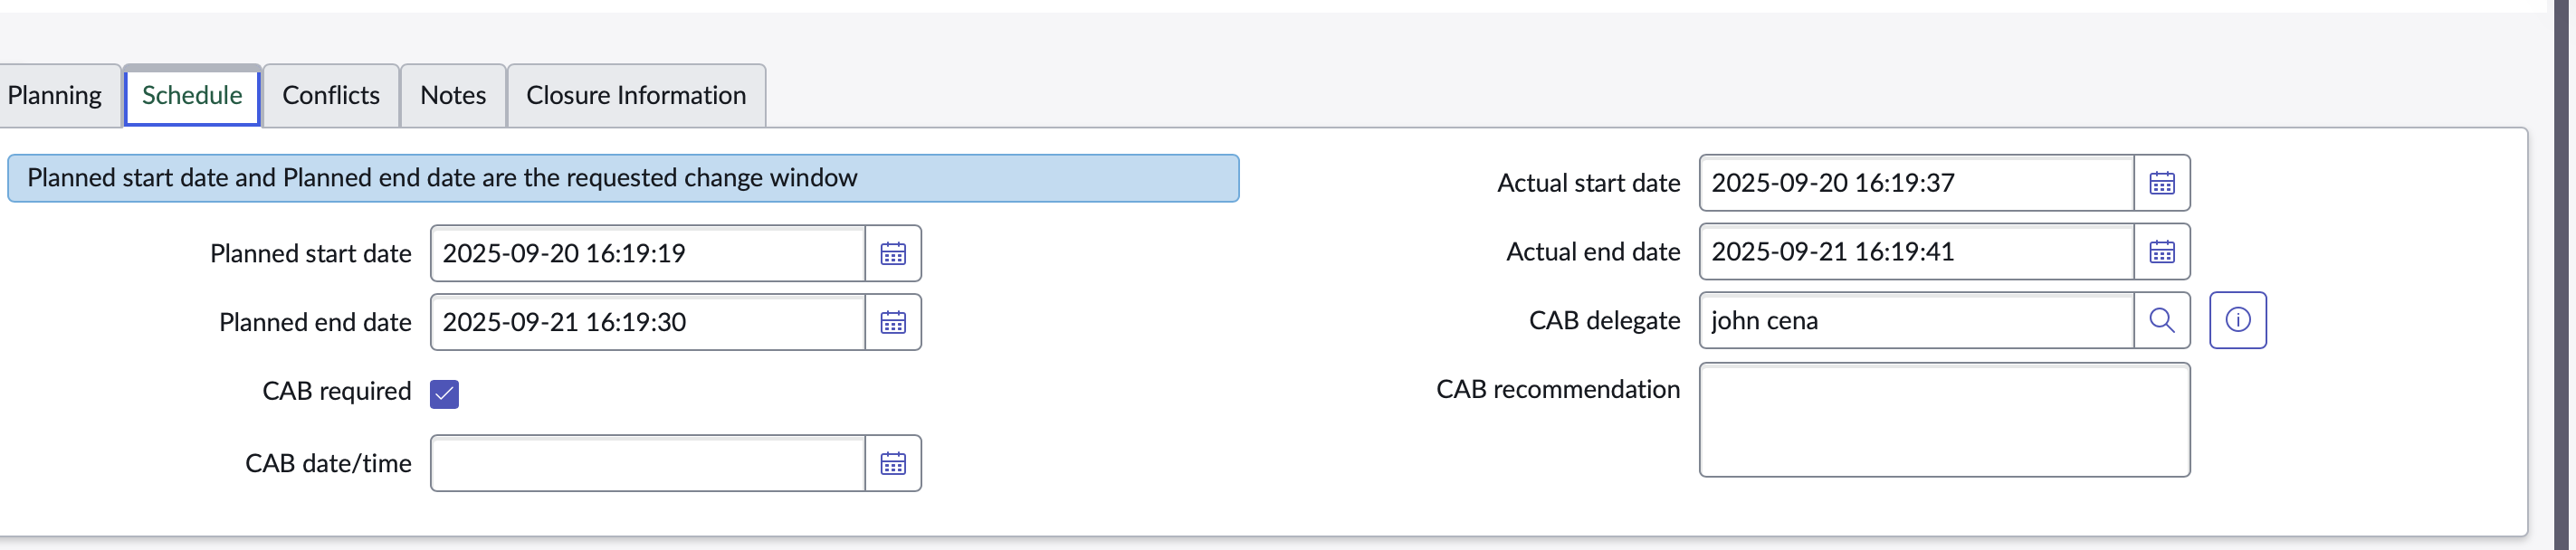 Planning Schedule Conflicts Notes Closure Information
Planned start date and Planned end date are the requested change window
Planned start date 2025-09-20 16:19:19
Planned end date 2025-09-21 16:19:30
CAB required
CAB date/time
Actual start date 2025-09-20 16:19:37
Actual end date 2025-09-21 16:19:41
CAB delegate john cena
CAB recommendation